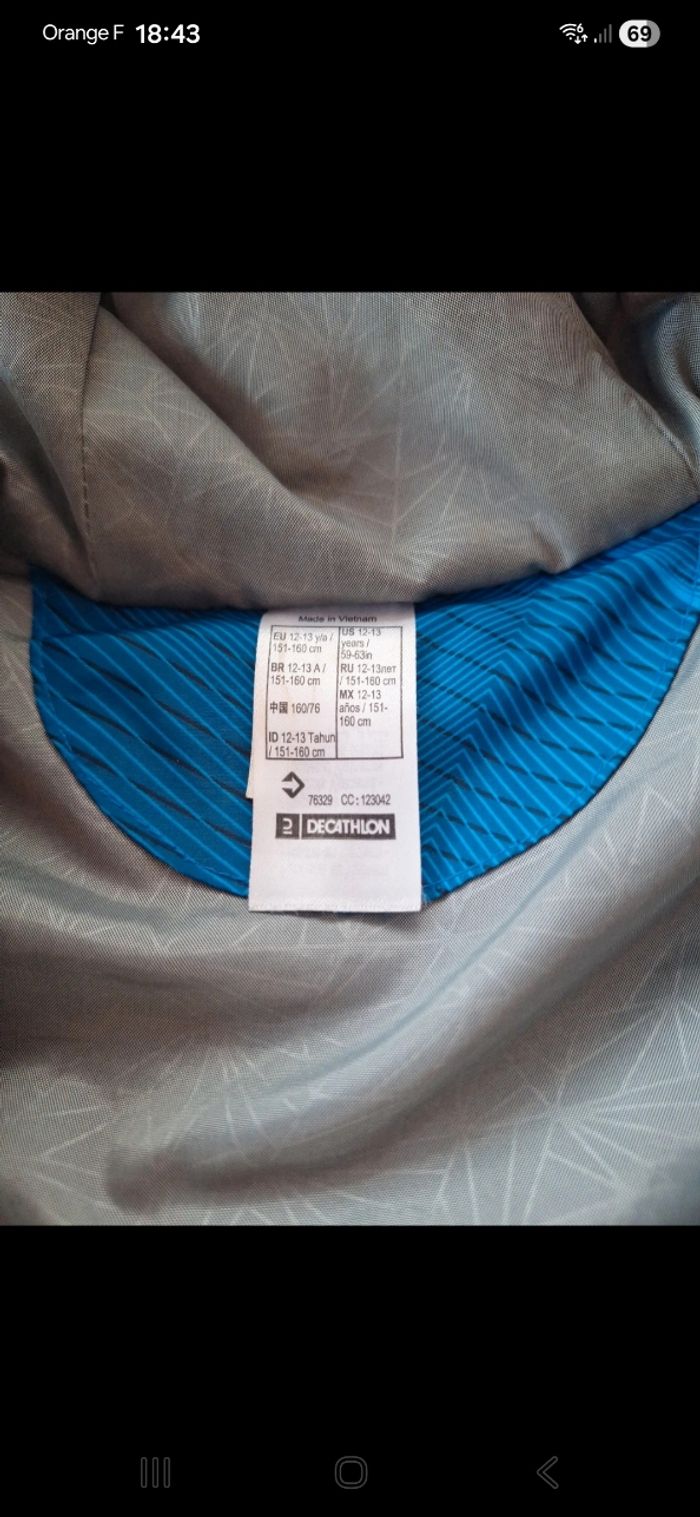 Orange F 18:43
69
Made in Vietnam
EU 12-13 y/a /
151-160 cm
BR 12-13 A /
151-160 cm
中国 160/76
ID 12-13 Tahun
/ 151-160 cm
US 12-13
years /
59-63in
RU 12-13лет
/ 151-160 cm
MX 12-13
años / 151-
160 cm
76329 CC : 123042
DECATHLON